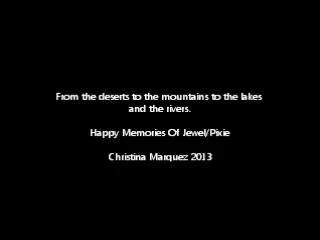 From the deserts to the mountains to the lakes
and the rivers.
Happy Memories Of Jewel/Pixie
Christina Marquez 2013